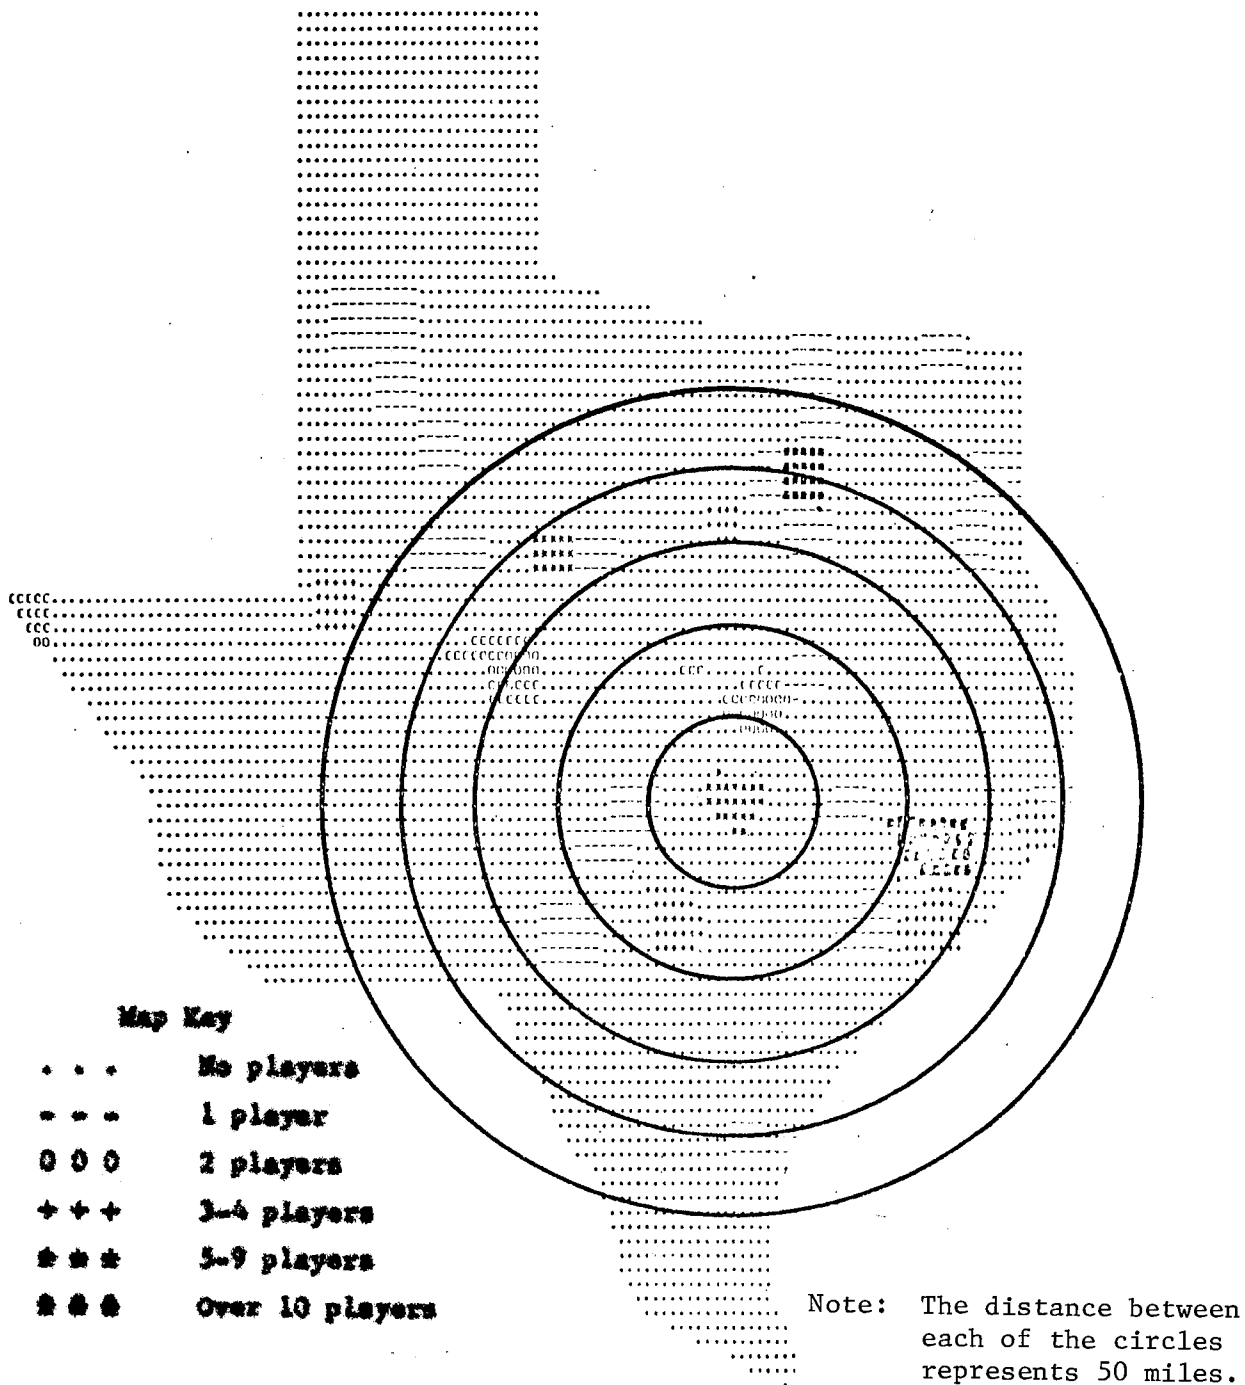 Map Key
. . . No players
- - - 1 player
0 0 0 2 players
+ + + 3-4 players
* * * 5-9 players
Over 10 players
Note: The distance between
each of the circles
represents 50 miles.